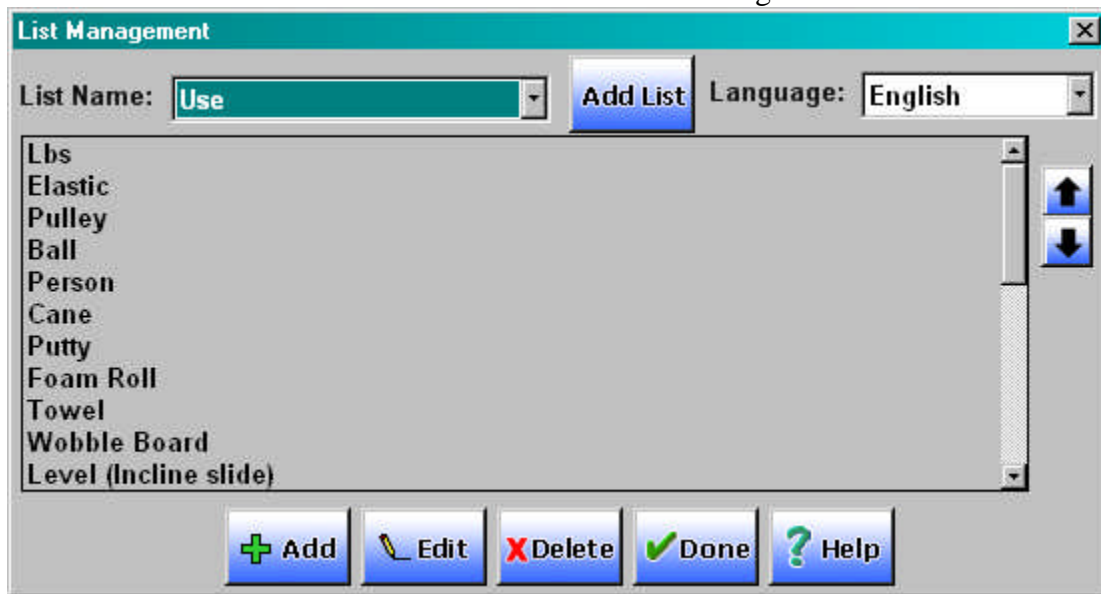 List Management
List Name: Use Add List Language: English
Lbs
Elastic
Pulley
Ball
Person
Cane
Putty
Foam Roll
Towel
Wobble Board
Level (Incline slide)
Add Edit Delete Done Help